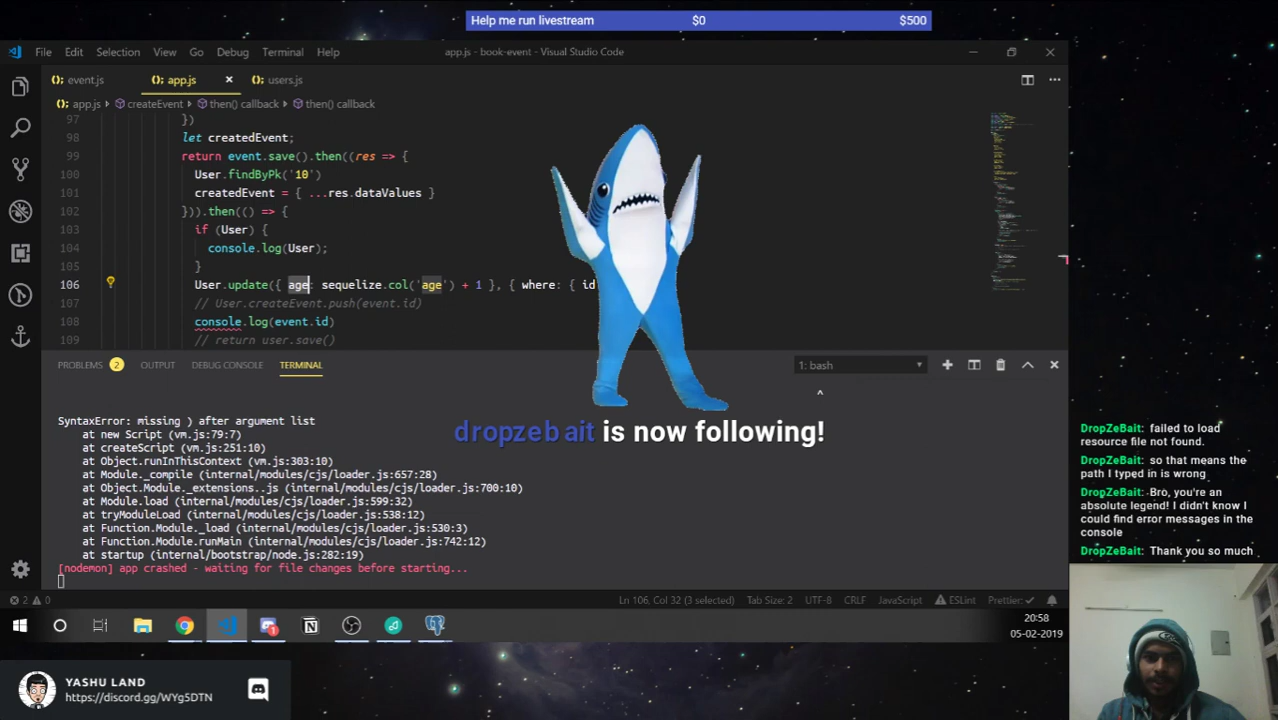 Help me run livestream $0 $500
File Edit Selection View Go Debug Terminal Help app.js - book-event - Visual Studio Code
event.js app.js users.js
app.js createEvent then() callback then() callback
97 })
98 let createdEvent;
99 return event.save().then((res => {
100 User.findByPk('10')
101 createdEvent = { ...res.dataValues }
102 })).then(() => {
103 if (User) {
104 console.log(User);
105 }
106 User.update({ age: sequelize.col('age') + 1 }, { where: { id
107 // User.createEvent.push(event.id)
108 console.log(event.id)
109 // return user.save()
PROBLEMS 2 OUTPUT DEBUG CONSOLE TERMINAL 1: bash
^
SyntaxError: missing ) after argument list
at new Script (vm.js:79:7)
at createScript (vm.js:251:10)
at Object.runInThisContext (vm.js:303:10)
at Module._compile (internal/modules/cjs/loader.js:657:28)
at Object.Module._extensions..js (internal/modules/cjs/loader.js:700:10)
at Module.load (internal/modules/cjs/loader.js:599:32)
at tryModuleLoad (internal/modules/cjs/loader.js:538:12)
at Function.Module._load (internal/modules/cjs/loader.js:530:3)
at Function.Module.runMain (internal/modules/cjs/loader.js:742:12)
at startup (internal/bootstrap/node.js:282:19)
[nodemon] app crashed - waiting for file changes before starting...
dropzebait is now following!
DropZeBait: failed to load
resource file not found.
DropZeBait: so that means the
path I typed in is wrong
DropZeBait: Bro, you're an
absolute legend! I didn't know I
could find error messages in the
console
DropZeBait: Thank you so much
2 0 Ln 106, Col 32 (3 selected) Tab Size: 2 UTF-8 CRLF JavaScript ESLint Prettier: ✓
20:58
05-02-2019
YASHU LAND
https://discord.gg/WYg5DTN